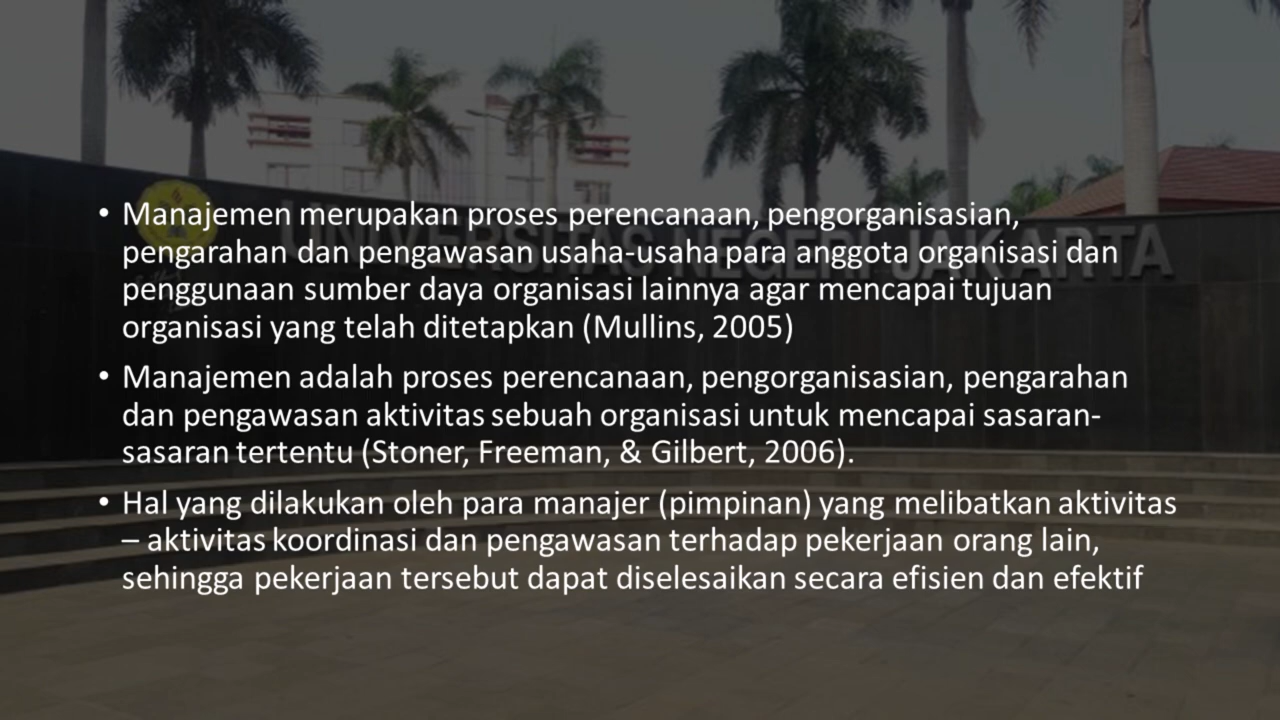 • Manajemen merupakan proses perencanaan, pengorganisasian,
pengarahan dan pengawasan usaha-usaha para anggota organisasi dan
penggunaan sumber daya organisasi lainnya agar mencapai tujuan
organisasi yang telah ditetapkan (Mullins, 2005)
• Manajemen adalah proses perencanaan, pengorganisasian, pengarahan
dan pengawasan aktivitas sebuah organisasi untuk mencapai sasaran-
sasaran tertentu (Stoner, Freeman, & Gilbert, 2006).
• Hal yang dilakukan oleh para manajer (pimpinan) yang melibatkan aktivitas
– aktivitas koordinasi dan pengawasan terhadap pekerjaan orang lain,
sehingga pekerjaan tersebut dapat diselesaikan secara efisien dan efektif
UNIVERSITAS NEGERI JAKARTA